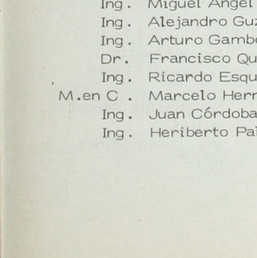 Ing. Miguel Angel
Ing. Alejandro Guz
Ing. Arturo Gambo
Dr. Francisco Qu
Ing. Ricardo Esqu
M.en C. Marcelo Herr
Ing. Juan Córdoba
Ing. Heriberto Pal